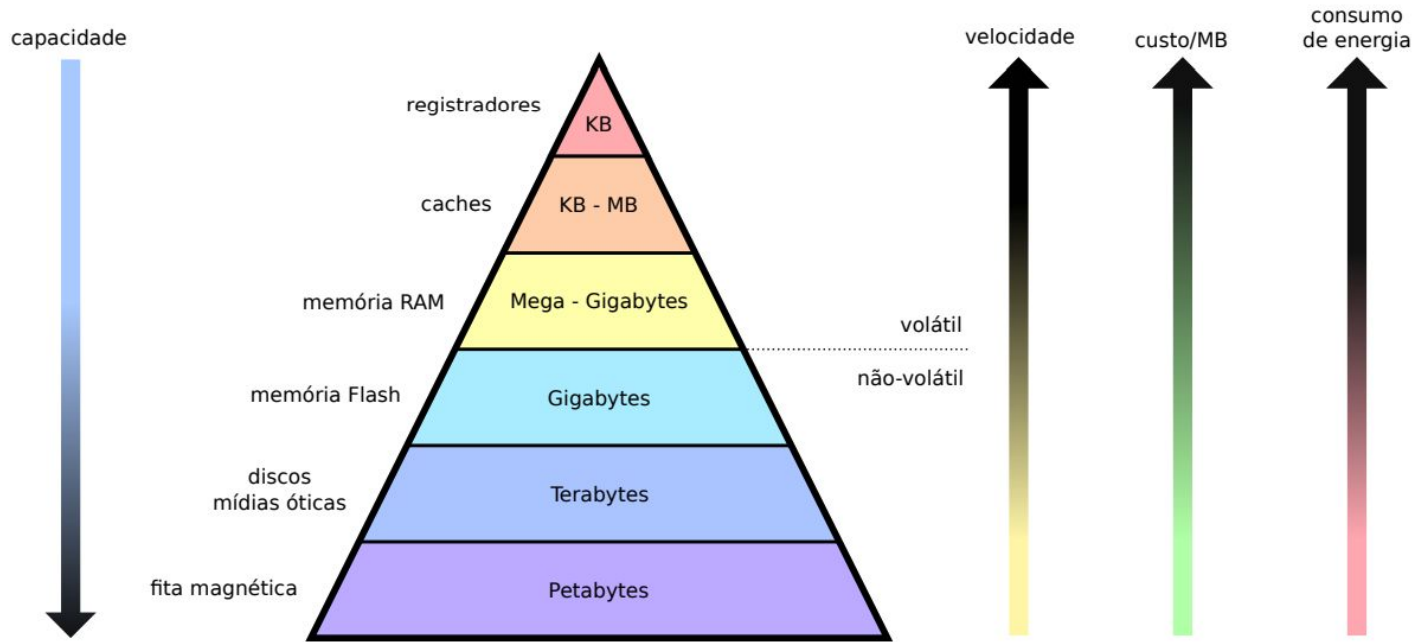 capacidade
velocidade
custo/MB
consumo
de energia
registradores
KB
caches
KB - MB
memória RAM
Mega - Gigabytes
volátil
não-volátil
memória Flash
Gigabytes
discos
mídias óticas
Terabytes
fita magnética
Petabytes